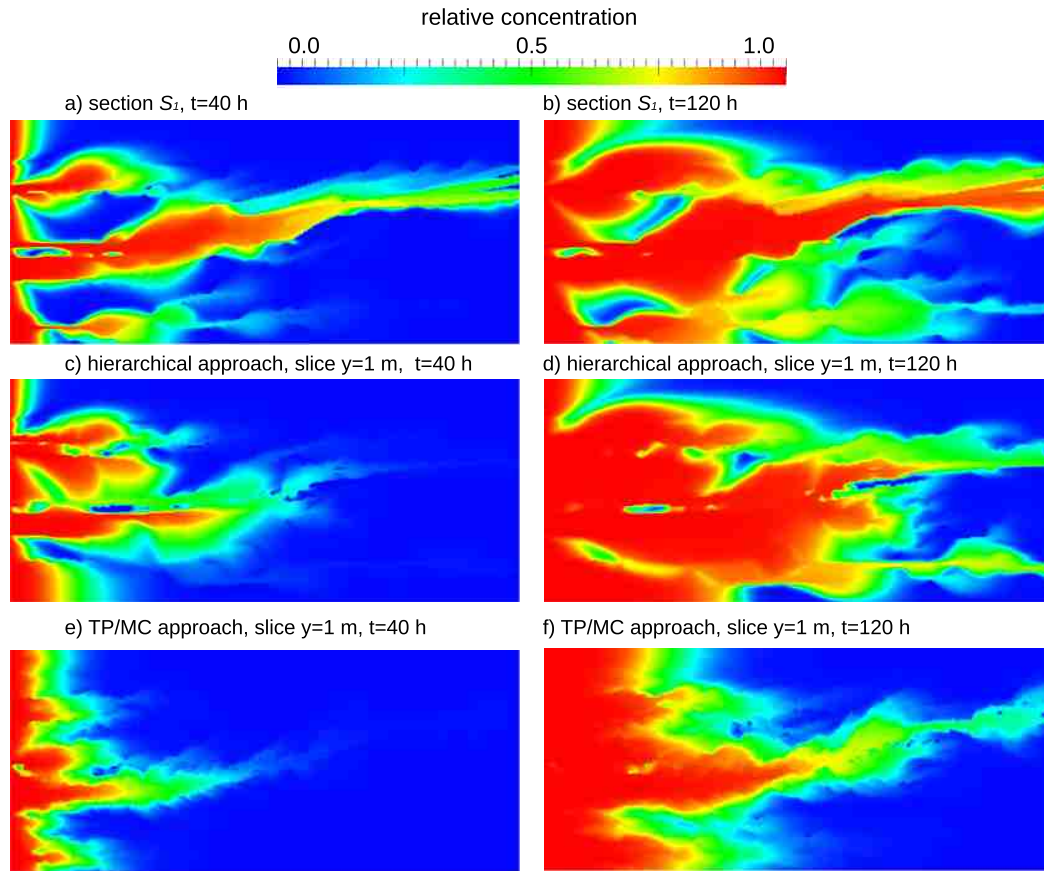 relative concentration
0.0 0.5 1.0
a) section S1, t=40 h
b) section S1, t=120 h
c) hierarchical approach, slice y=1 m, t=40 h
d) hierarchical approach, slice y=1 m, t=120 h
e) TP/MC approach, slice y=1 m, t=40 h
f) TP/MC approach, slice y=1 m, t=120 h